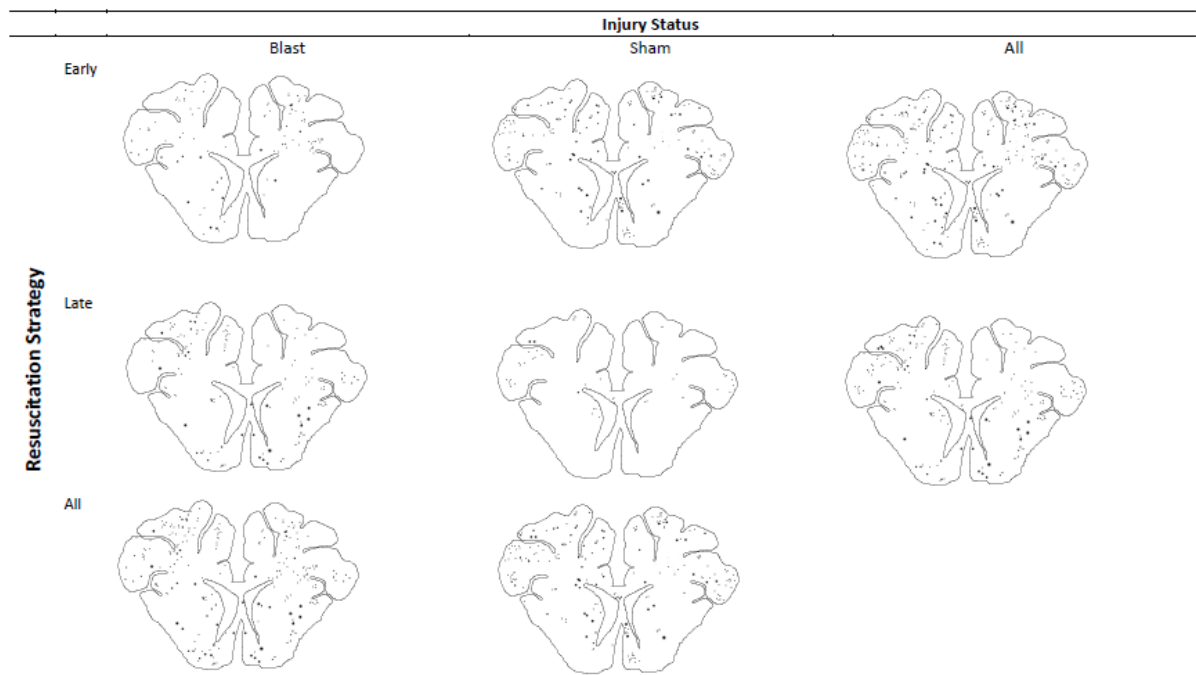 Injury Status
Blast Sham All
Early
Resuscitation Strategy
Late
All